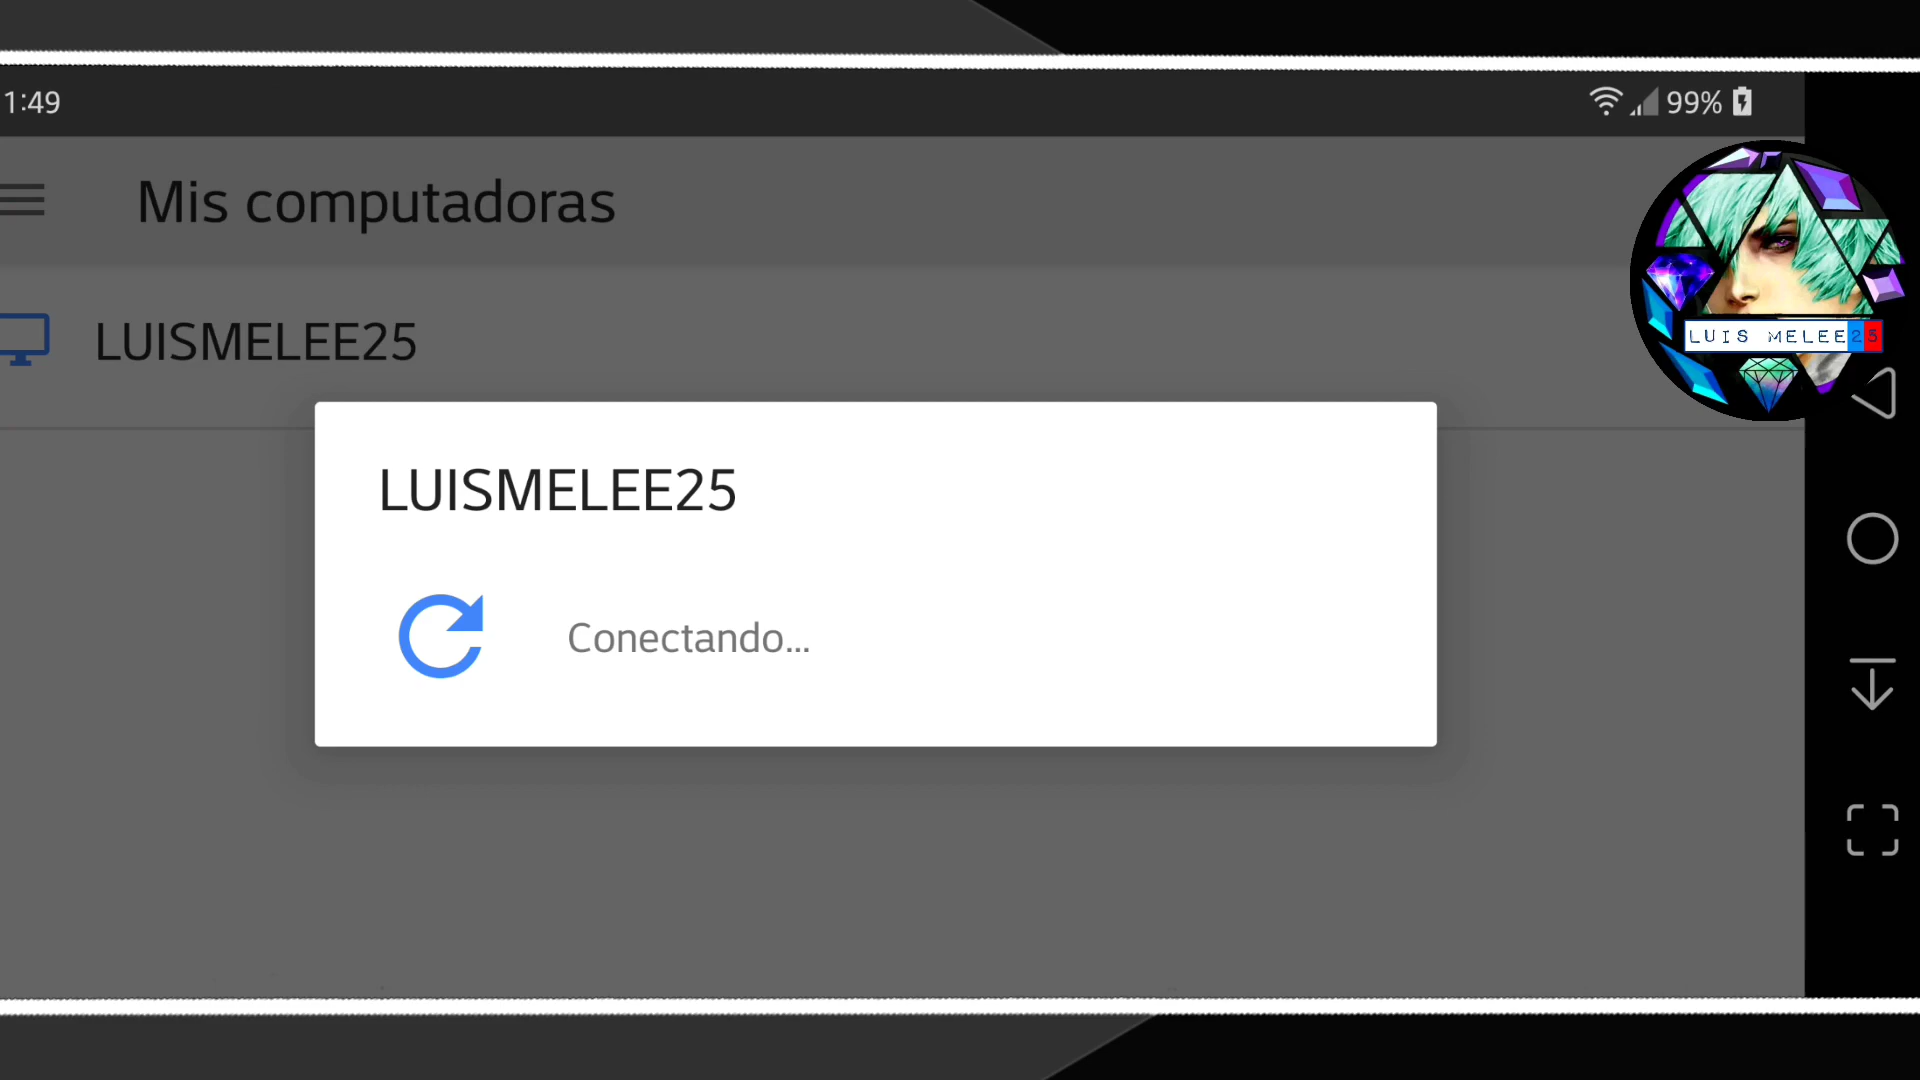 1:49
99%
Mis computadoras
LUISMELEE25
LUIS MELEE25
LUISMELEE25
Conectando...